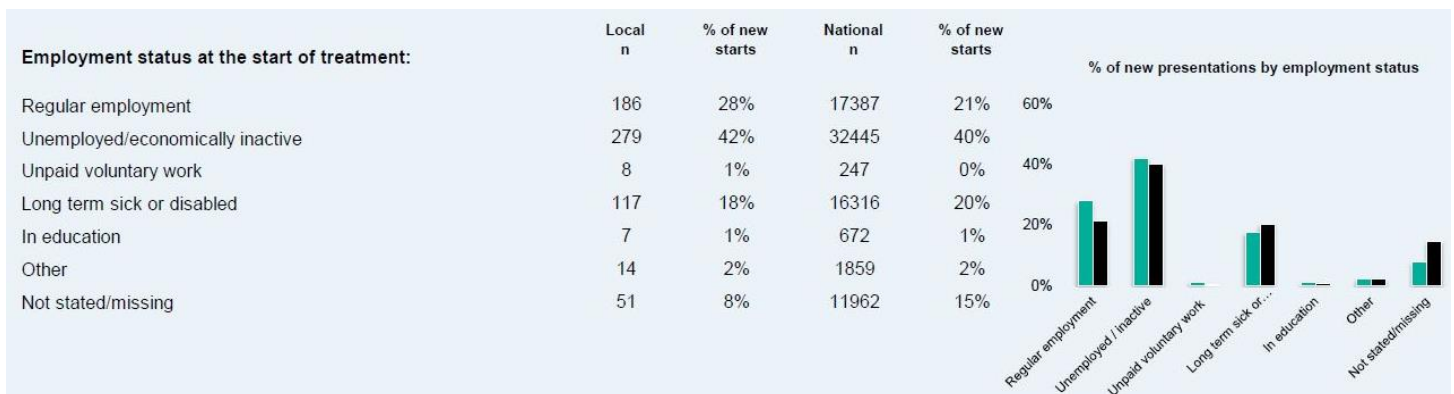 Local % of new National % of new
n starts n starts
Employment status at the start of treatment:
Regular employment 186 28% 17387 21%
Unemployed/economically inactive 279 42% 32445 40%
Unpaid voluntary work 8 1% 247 0%
Long term sick or disabled 117 18% 16316 20%
In education 7 1% 672 1%
Other 14 2% 1859 2%
Not stated/missing 51 8% 11962 15%
% of new presentations by employment status
60%
40%
20%
0%
Regular employment
Unemployed / inactive
Unpaid voluntary work
Long term sick or...
In education
Other
Not stated/missing